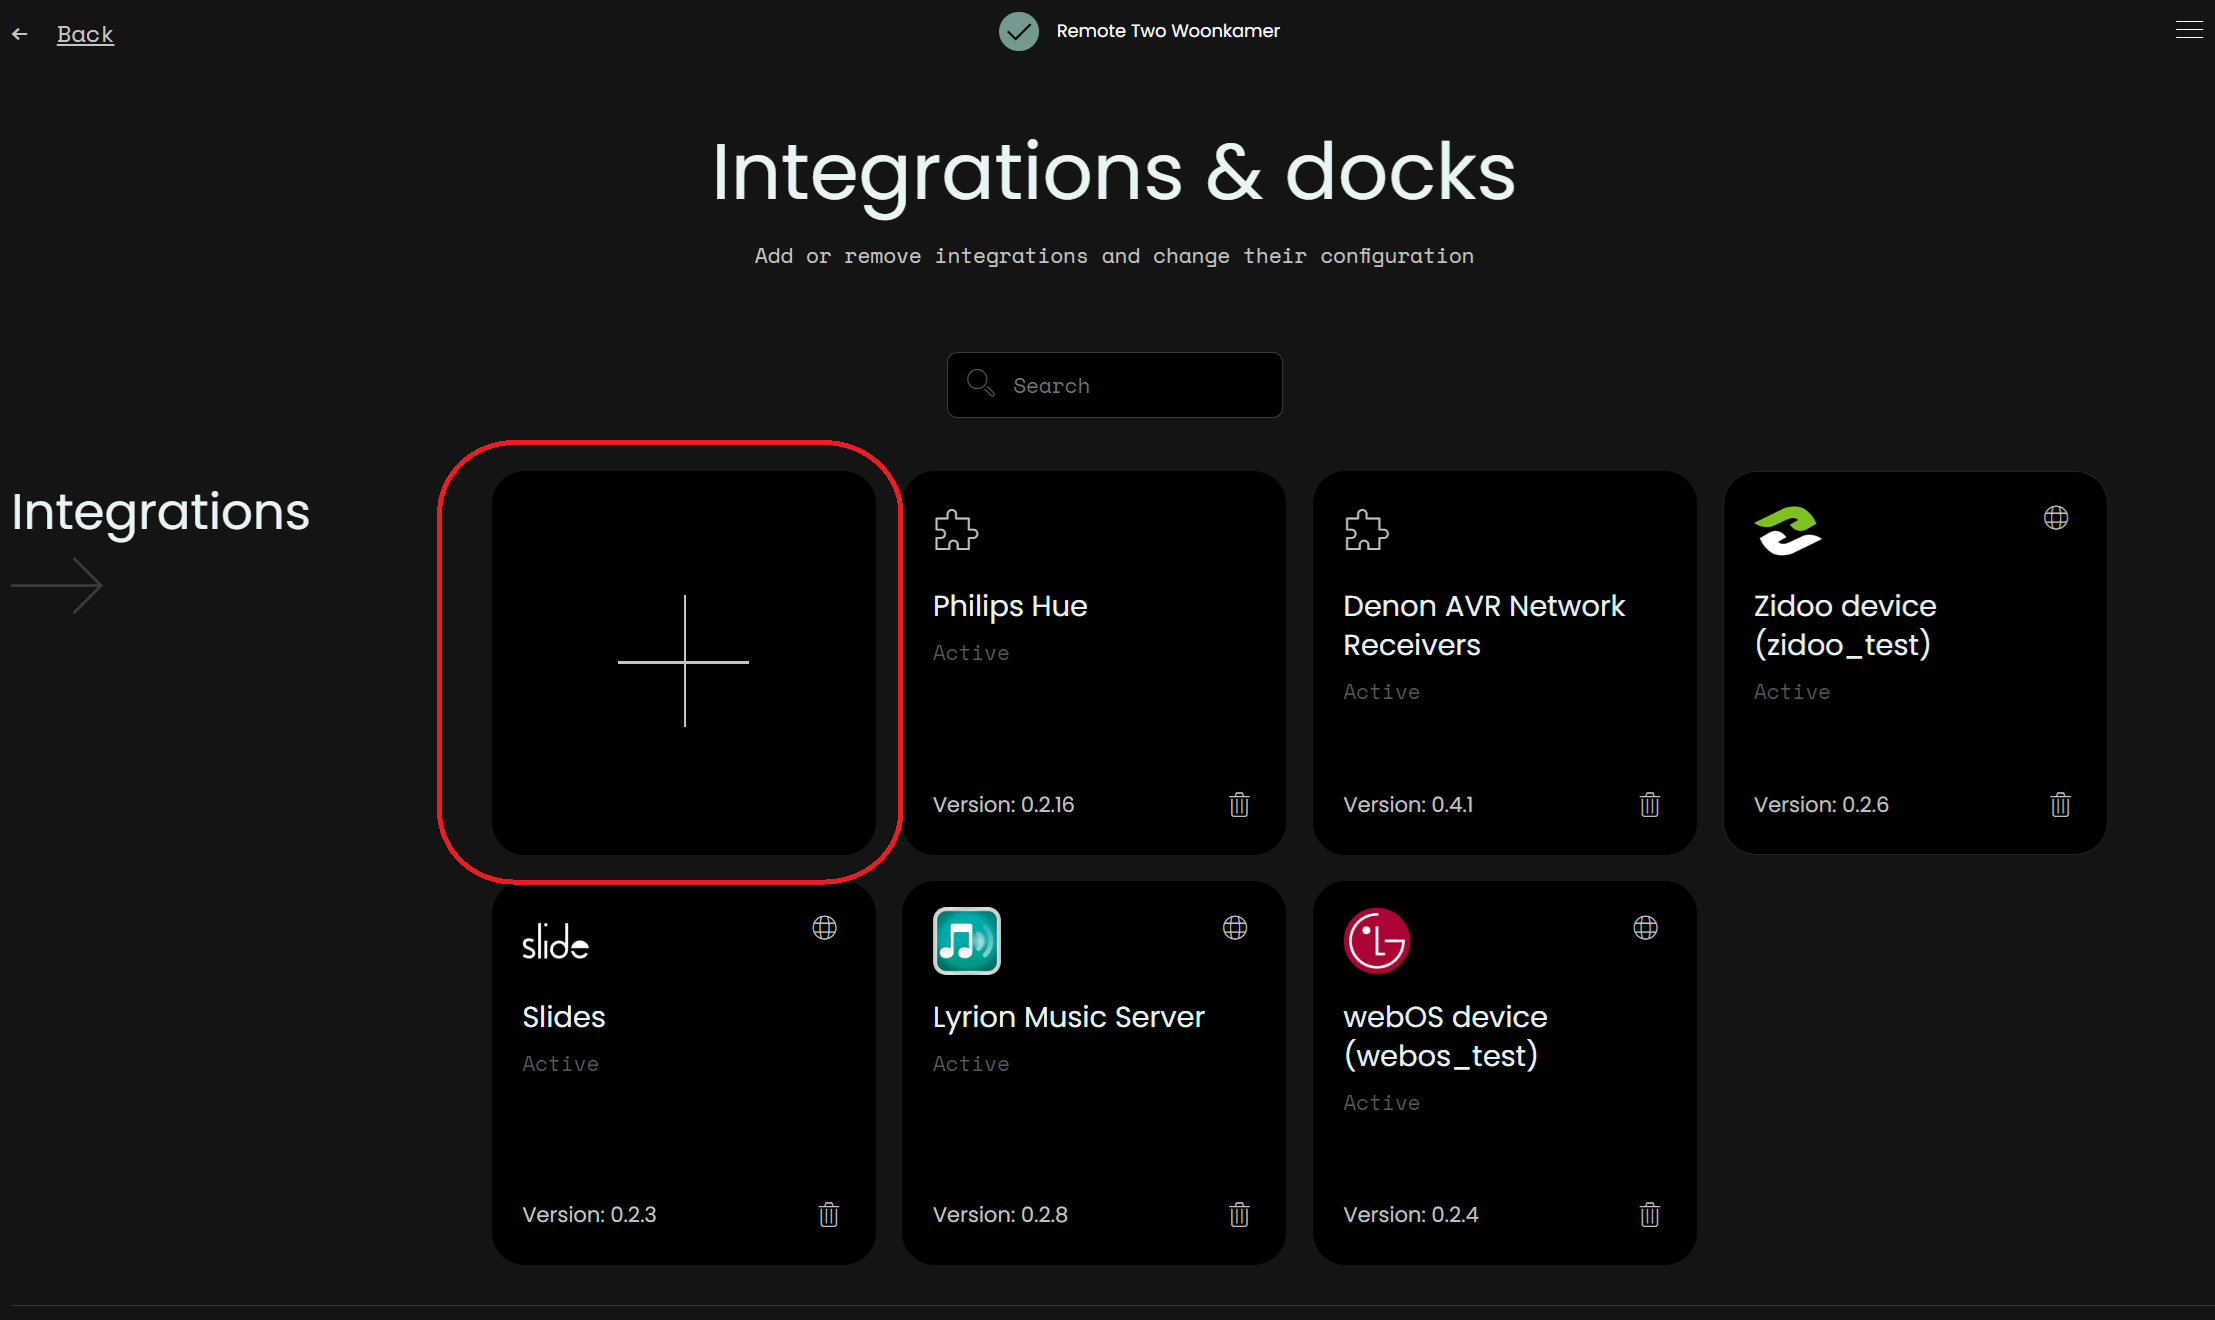 Back
Remote Two Woonkamer
Integrations & docks
Add or remove integrations and change their configuration
Search
Integrations
Philips Hue
Active
Version: 0.2.16
Denon AVR Network
Receivers
Active
Version: 0.4.1
Zidoo device
(zidoo_test)
Active
Version: 0.2.6
slide
Slides
Active
Version: 0.2.3
Lyrion Music Server
Active
Version: 0.2.8
LG
webOS device
(webos_test)
Active
Version: 0.2.4